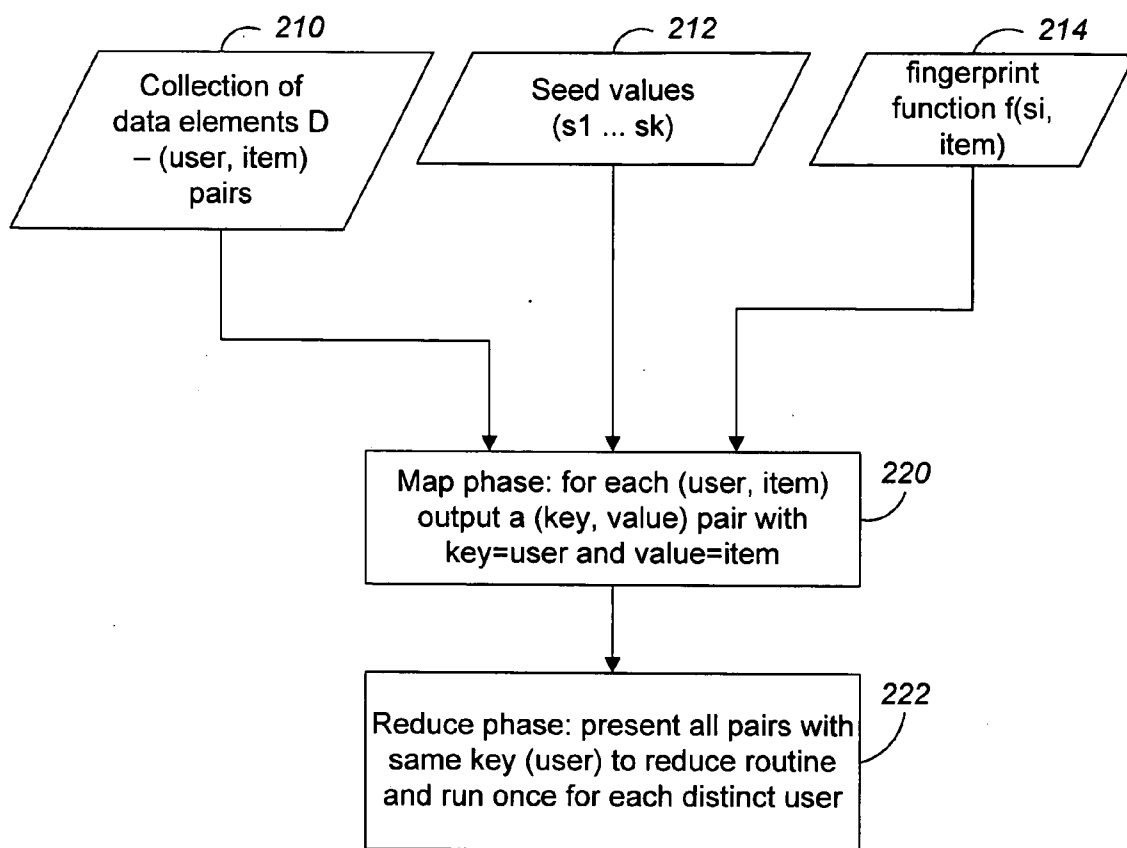 210
Collection of
data elements D
– (user, item)
pairs
212
Seed values
(s1 ... sk)
214
fingerprint
function f(si,
item)
Map phase: for each (user, item)
output a (key, value) pair with
key=user and value=item
220
Reduce phase: present all pairs with
same key (user) to reduce routine
and run once for each distinct user
222